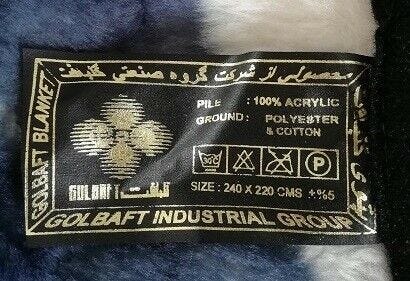 محصولی از شرکت گروه صنعتی گلبافت
GOLBAFT BLANKET
PILE : 100% ACRYLIC
GROUND : POLYESTER
& COTTON
P
GOLBAFT گلبافت
SIZE : 240 X 220 CMS ±%5
GOLBAFT INDUSTRIAL GROUP